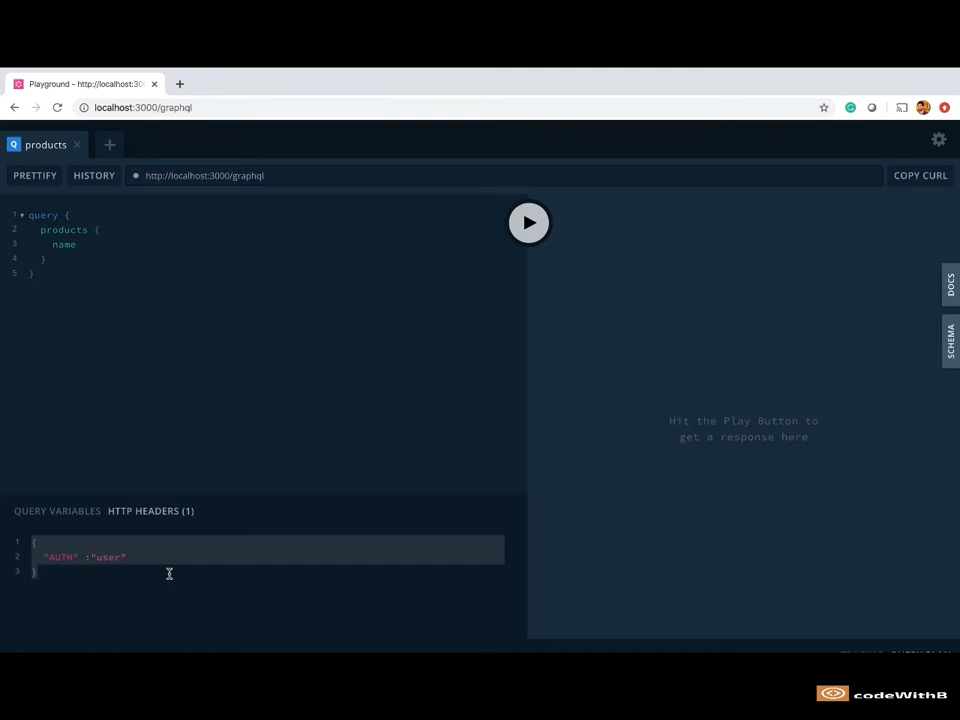 Playground - http://localhost:30
localhost:3000/graphql
Q products
PRETTIFY HISTORY http://localhost:3000/graphql COPY CURL
1 query {
2 products {
3 name
4 }
5 }
DOCS
SCHEMA
Hit the Play Button to
get a response here
QUERY VARIABLES HTTP HEADERS (1)
1 {
2 "AUTH" :"user"
3 }
codeWithB